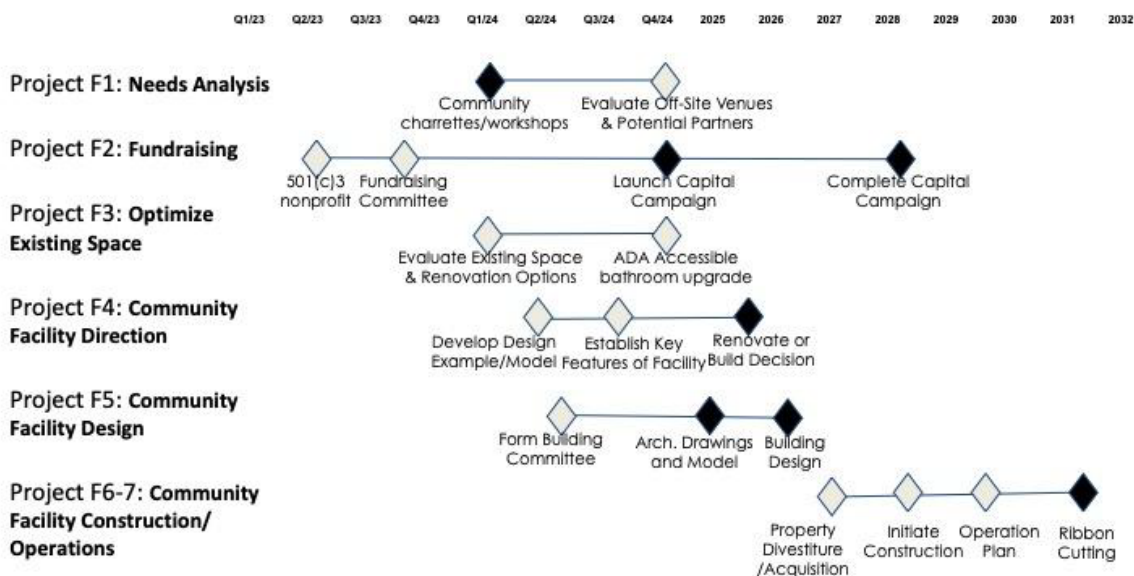 Q1/23 Q2/23 Q3/23 Q4/23 Q1/24 Q2/24 Q3/24 Q4/24 2025 2026 2027 2028 2029 2030 2031 2032
Project F1: Needs Analysis
Community
charrettes/workshops
Evaluate Off-Site Venues
& Potential Partners
Project F2: Fundraising
501(c)3
nonprofit
Fundraising
Committee
Launch Capital
Campaign
Complete Capital
Campaign
Project F3: Optimize
Existing Space
Evaluate Existing Space
& Renovation Options
ADA Accessible
bathroom upgrade
Project F4: Community
Facility Direction
Develop Design
Example/Model
Establish Key
Features of Facility
Renovate or
Build Decision
Project F5: Community
Facility Design
Form Building
Committee
Arch. Drawings
and Model
Building
Design
Project F6-7: Community
Facility Construction/
Operations
Property
Divestiture
/Acquisition
Initiate
Construction
Operation
Plan
Ribbon
Cutting